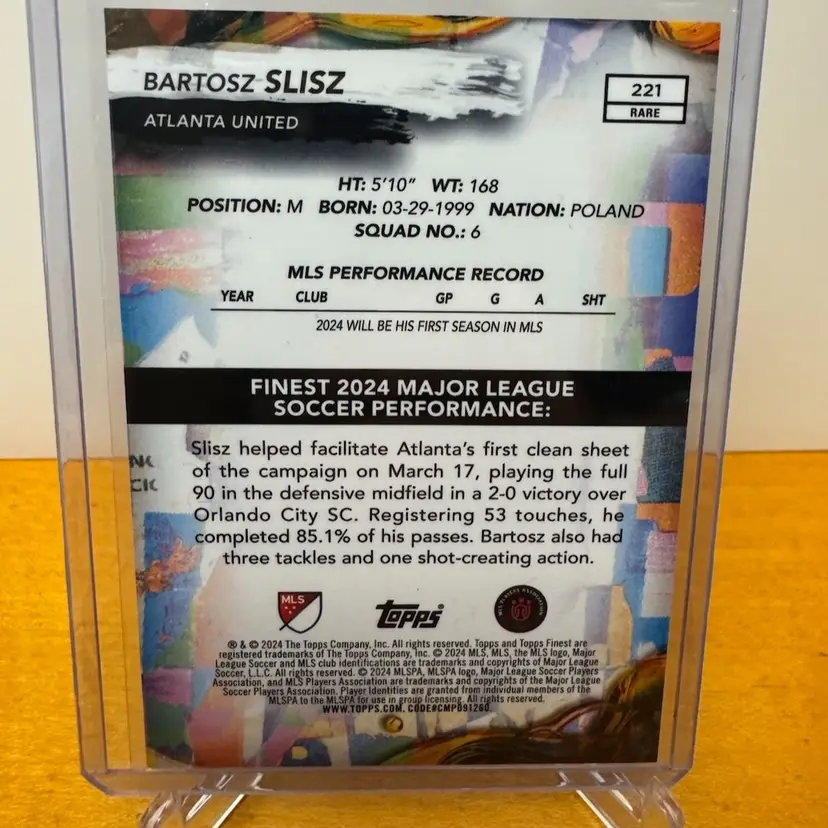 BARTOSZ SLISZ
221
ATLANTA UNITED
RARE
HT: 5'10" WT: 168
POSITION: M BORN: 03-29-1999 NATION: POLAND
SQUAD NO.: 6
MLS PERFORMANCE RECORD
YEAR CLUB GP G A SHT
2024 WILL BE HIS FIRST SEASON IN MLS
FINEST 2024 MAJOR LEAGUE
SOCCER PERFORMANCE:
Slisz helped facilitate Atlanta's first clean sheet
of the campaign on March 17, playing the full
90 in the defensive midfield in a 2-0 victory over
Orlando City SC. Registering 53 touches, he
completed 85.1% of his passes. Bartosz also had
three tackles and one shot-creating action.
MLS
Topps
® & © 2024 The Topps Company, Inc. All rights reserved. Topps and Topps Finest are
registered trademarks of The Topps Company, Inc. © 2024 MLS, MLS, the MLS logo, Major
League Soccer and MLS club identifications are trademarks and copyrights of Major League
Soccer, L.L.C. All rights reserved. © 2024 MLSPA, MLSPA logo, Major League Soccer Players
Association, and MLS Players Association are trademarks and copyrights of the Major League
Soccer Players Association. Player Identities are granted from individual members of the
MLSPA to the MLSPA for use in group licensing. All rights reserved.
WWW.TOPPS.COM. CODE#CMP091260